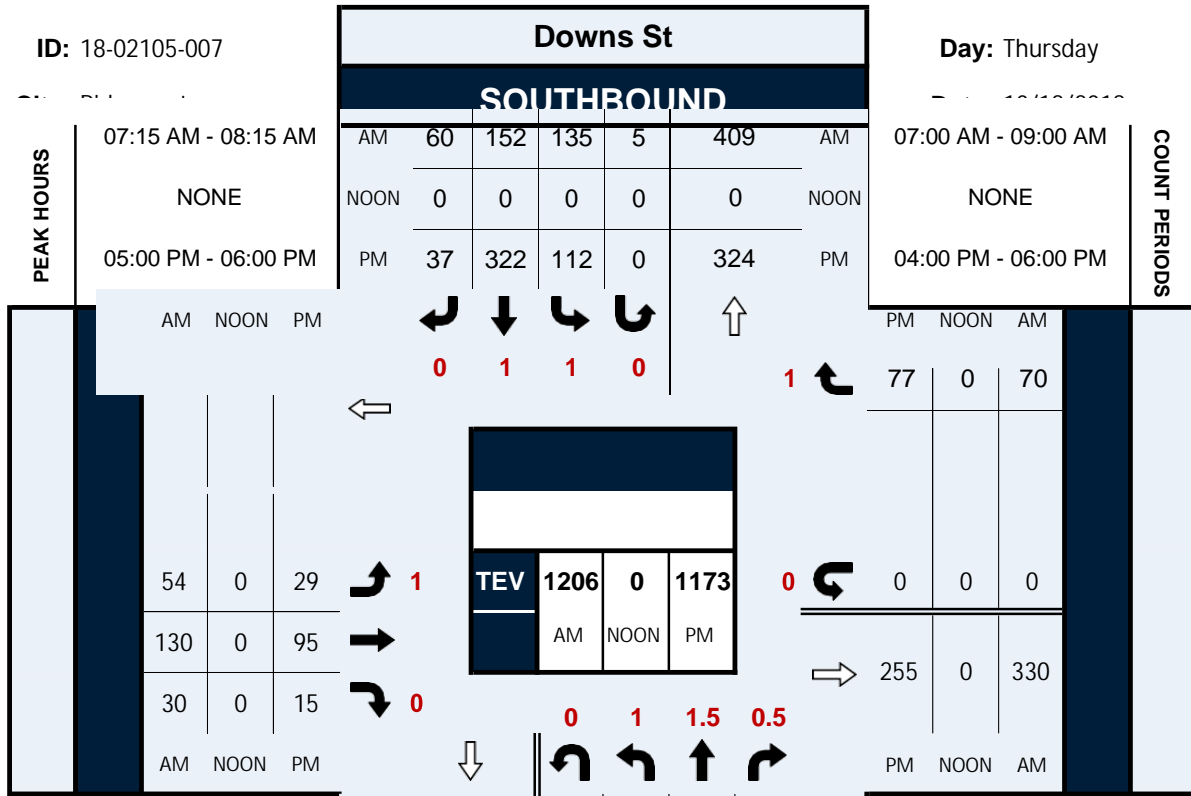 Downs St
ID: 18-02105-007
Day: Thursday
SOUTHBOUND
PEAK HOURS
07:15 AM - 08:15 AM
NONE
05:00 PM - 06:00 PM
AM 60 152 135 5 409 AM
NOON 0 0 0 0 0 NOON
PM 37 322 112 0 324 PM
07:00 AM - 09:00 AM
NONE
04:00 PM - 06:00 PM
COUNT PERIODS
AM NOON PM
PM NOON AM
0 1 1 0
1 77 0 70
54 0 29 1
TEV 1206 0 1173
AM NOON PM
0 0 0 0
130 0 95
255 0 330
30 0 15 0
0 1 1.5 0.5
AM NOON PM
PM NOON AM